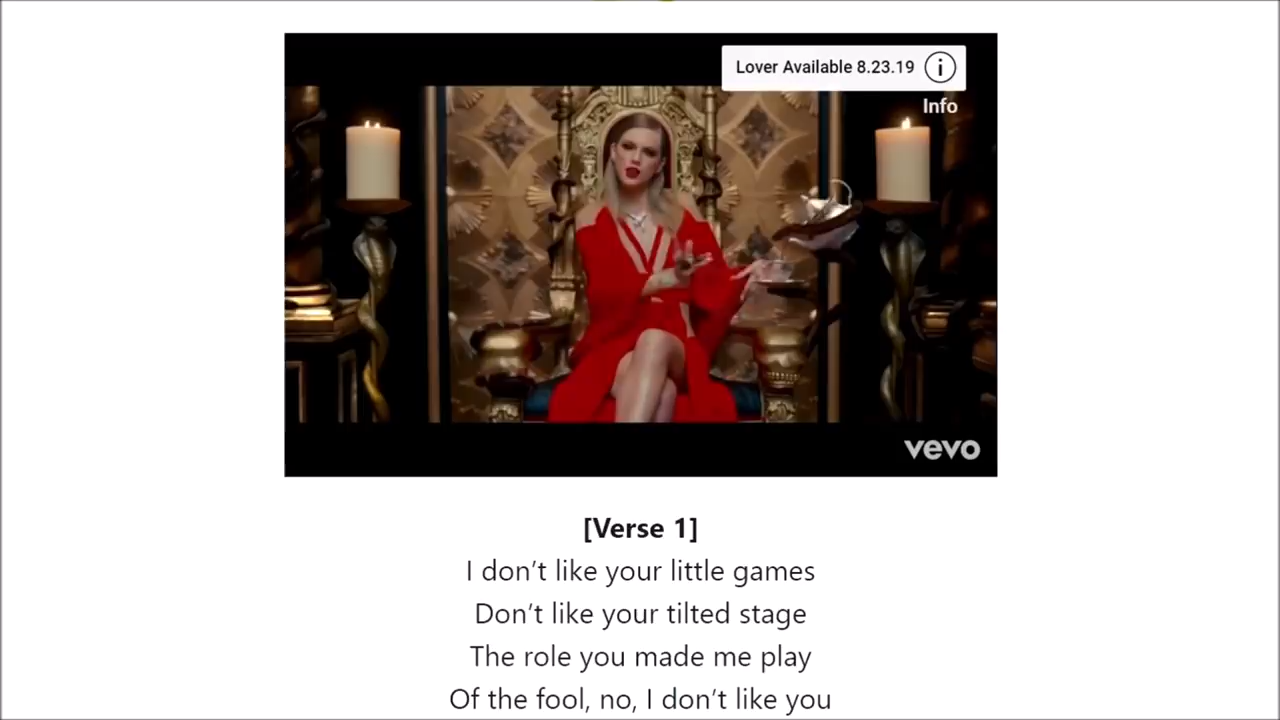 Lover Available 8.23.19
Info
vevo
[Verse 1]
I don’t like your little games
Don’t like your tilted stage
The role you made me play
Of the fool, no, I don’t like you